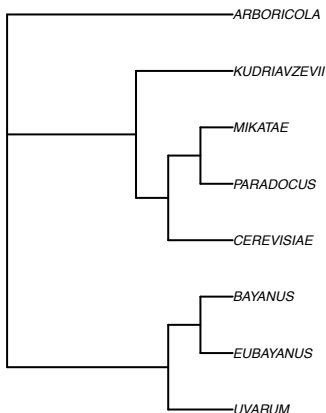 ARBORICOLA
KUDRIAVZEVII
MIKATAE
PARADOCUS
CEREVISIAE
BAYANUS
EUBAYANUS
UVARUM